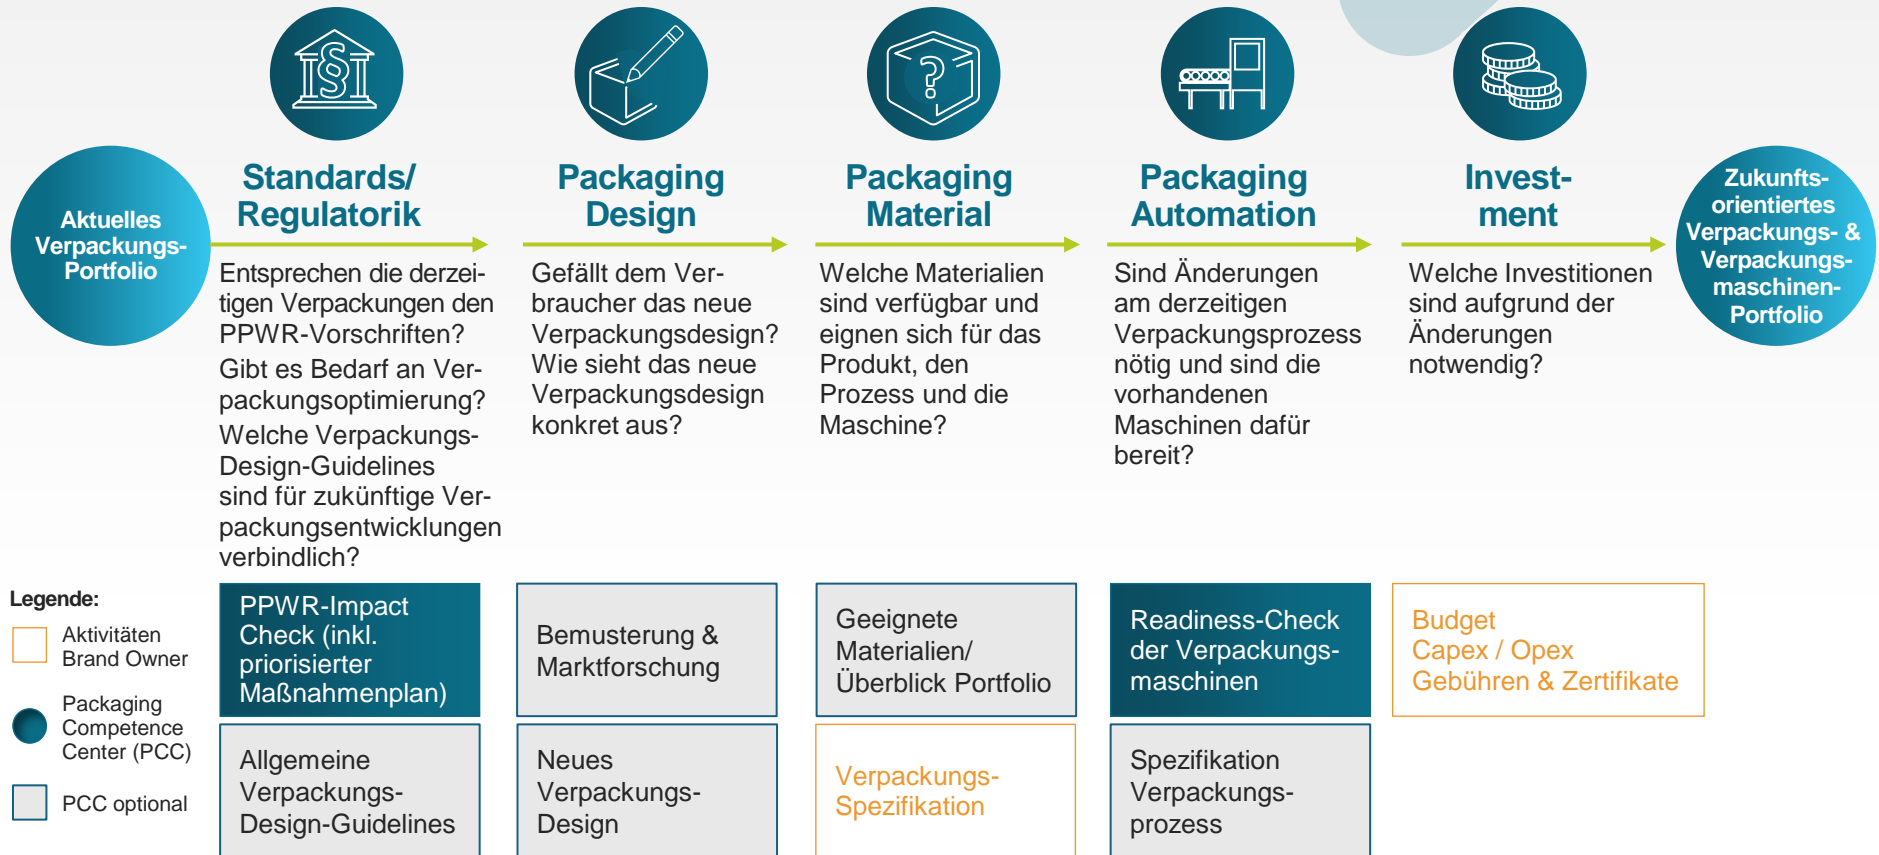 Aktuelles
Verpackungs-
Portfolio
Standards/
Regulatorik
Entsprechen die derzei-
tigen Verpackungen den
PPWR-Vorschriften?
Gibt es Bedarf an Ver-
packungsoptimierung?
Welche Verpackungs-
Design-Guidelines
sind für zukünftige Ver-
packungsentwicklungen
verbindlich?
Packaging
Design
Gefällt dem Ver-
braucher das neue
Verpackungsdesign?
Wie sieht das neue
Verpackungsdesign
konkret aus?
Packaging
Material
Welche Materialien
sind verfügbar und
eignen sich für das
Produkt, den
Prozess und die
Maschine?
Packaging
Automation
Sind Änderungen
am derzeitigen
Verpackungsprozess
nötig und sind die
vorhandenen
Maschinen dafür
bereit?
Invest-
ment
Welche Investitionen
sind aufgrund der
Änderungen
notwendig?
Zukunfts-
orientiertes
Verpackungs- &
Verpackungs-
maschinen-
Portfolio
Legende:
Aktivitäten
Brand Owner
Packaging
Competence
Center (PCC)
PCC optional
PPWR-Impact
Check (inkl.
priorisierter
Maßnahmenplan)
Allgemeine
Verpackungs-
Design-Guidelines
Bemusterung &
Marktforschung
Neues
Verpackungs-
Design
Geeignete
Materialien/
Überblick Portfolio
Verpackungs-
Spezifikation
Readiness-Check
der Verpackungs-
maschinen
Spezifikation
Verpackungs-
prozess
Budget
Capex / Opex
Gebühren & Zertifikate